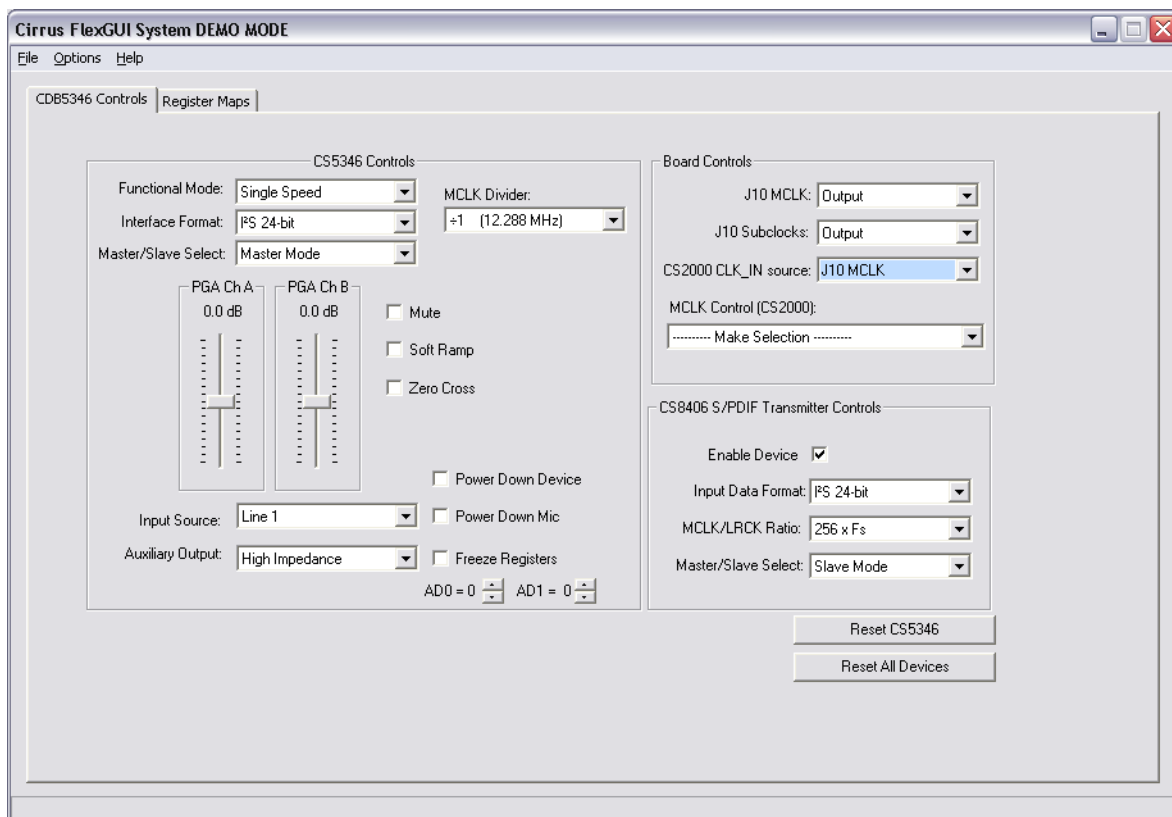 Cirrus FlexGUI System DEMO MODE
File Options Help
CDB5346 Controls Register Maps
CS5346 Controls
Functional Mode: Single Speed
Interface Format: I²S 24-bit
Master/Slave Select: Master Mode
MCLK Divider:
÷1 (12.288 MHz)
PGA Ch A PGA Ch B
0.0 dB 0.0 dB
Mute
Soft Ramp
Zero Cross
Power Down Device
Input Source: Line 1
Power Down Mic
Auxiliary Output: High Impedance
Freeze Registers
AD0 = 0 AD1 = 0
Board Controls
J10 MCLK: Output
J10 Subclocks: Output
CS2000 CLK_IN source: J10 MCLK
MCLK Control (CS2000):
---------- Make Selection ----------
CS8406 S/PDIF Transmitter Controls
Enable Device
Input Data Format: I²S 24-bit
MCLK/LRCK Ratio: 256 x Fs
Master/Slave Select: Slave Mode
Reset CS5346
Reset All Devices